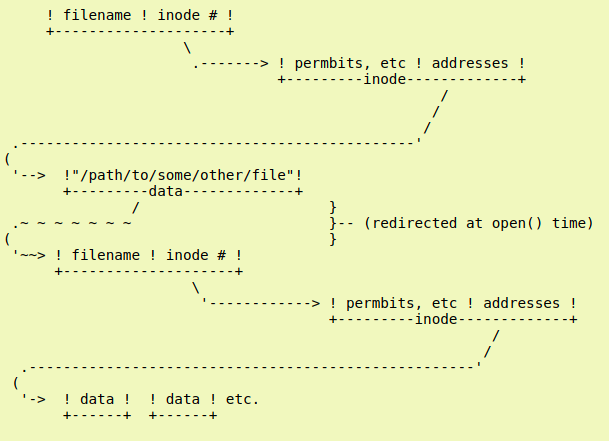 ! filename ! inode # !
+--------------------+
\
.-------> ! permbits, etc ! addresses !
+---------inode-------------+
/
/
/
.----------------------------------------------'
(
'--> !"/path/to/some/other/file"!
+---------data-------------+
/ }
.~ ~ ~ ~ ~ ~ ~ }-- (redirected at open() time)
( }
'~~> ! filename ! inode # !
+--------------------+
\
'------------> ! permbits, etc ! addresses !
+---------inode-------------+
/
/
.----------------------------------------------------'
(
'-> ! data ! ! data ! etc.
+------+ +------+